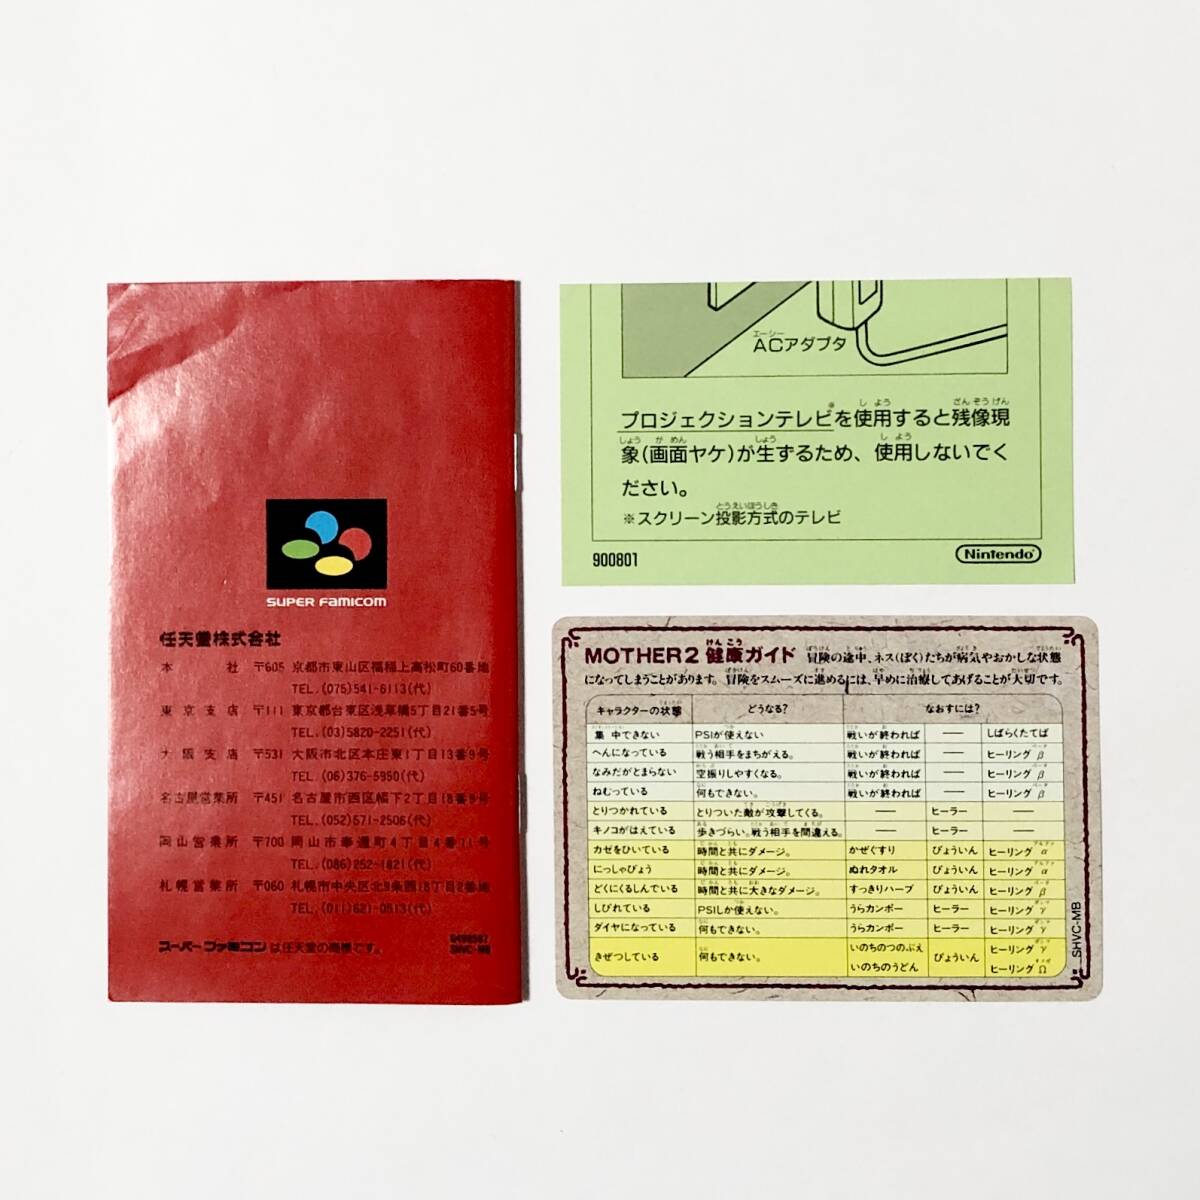 SUPER FAMICOM
任天堂株式会社
本社 〒605 京都市東山区福稲上高松町60番地
TEL.(075)541-6113(代)
東京支店 〒111 東京都台東区浅草橋5丁目21番5号
TEL.(03)5820-2251(代)
大阪支店 〒531 大阪市北区本庄東1丁目13番9号
TEL.(06)376-5950(代)
名古屋営業所 〒451 名古屋市西区幅下2丁目18番9号
TEL.(052)571-2506(代)
岡山営業所 〒700 岡山市奉還町4丁目4番11号
TEL.(086)252-1821(代)
札幌営業所 〒060 札幌市中央区北9条西18丁目2番地
TEL.(011)621-0513(代)
スーパーファミコンは任天堂の商標です。
SHVC-MB
エーシー
ACアダプタ
プロジェクションテレビ※を使用すると残像現
象(画面ヤケ)が生ずるため、使用しないでく
ださい。
※スクリーン投影方式のテレビ
900801
Nintendo
MOTHER2 健康ガイド 冒険の途中、ネス(ぼく)たちが病気やおかしな状態
になってしまうことがあります。冒険をスムーズに進めるには、早めに治療してあげることが大切です。
キャラクターの状態 どうなる? なおすには?
集中できない PSIが使えない 戦いが終われば ── しばらくたてば
へんになっている 戦う相手をまちがえる。 戦いが終われば ── ヒーリングβ
なみだがとまらない 空振りしやすくなる。 戦いが終われば ── ヒーリングβ
ねむっている 何もできない。 戦いが終われば ── ヒーリングβ
とりつかれている とりついた敵が攻撃してくる。 ── ヒーラー ──
キノコがはえている 歩きづらい。戦う相手を間違える。 ── ヒーラー ──
カゼをひいている 時間と共にダメージ。 かぜぐすり びょういん ヒーリングα
にっしゃびょう 時間と共にダメージ。 ぬれタオル びょういん ヒーリングα
どくにくるしんでいる 時間と共に大きなダメージ。 すっきりハーブ びょういん ヒーリングβ
しびれている PSIしか使えない。 うらカンポー ヒーラー ヒーリングγ
ダイヤになっている 何もできない。 うらカンポー ヒーラー ヒーリングγ
きぜつしている 何もできない。 いのちのつのぶえ びょういん ヒーリングγ
いのちのうどん ヒーリングΩ
SHVC-MB